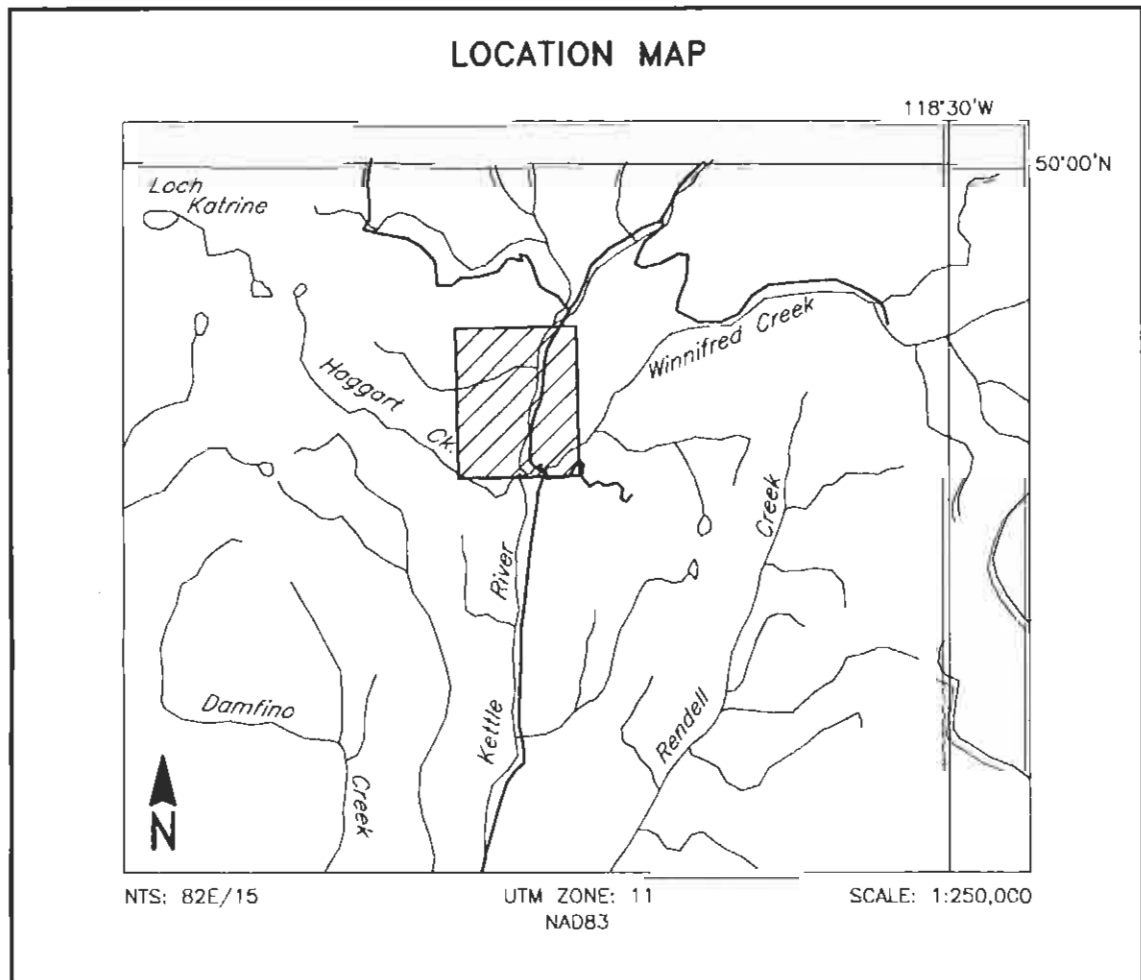 LOCATION MAP
118°30'W
50°00'N
Loch
Katrine
Haggart
Ck.
Winnifred Creek
Creek
River
Damfino
Kettle
Rendell
Creek
N
NTS: 82E/15
UTM ZONE: 11
SCALE: 1:250,000
NAD83